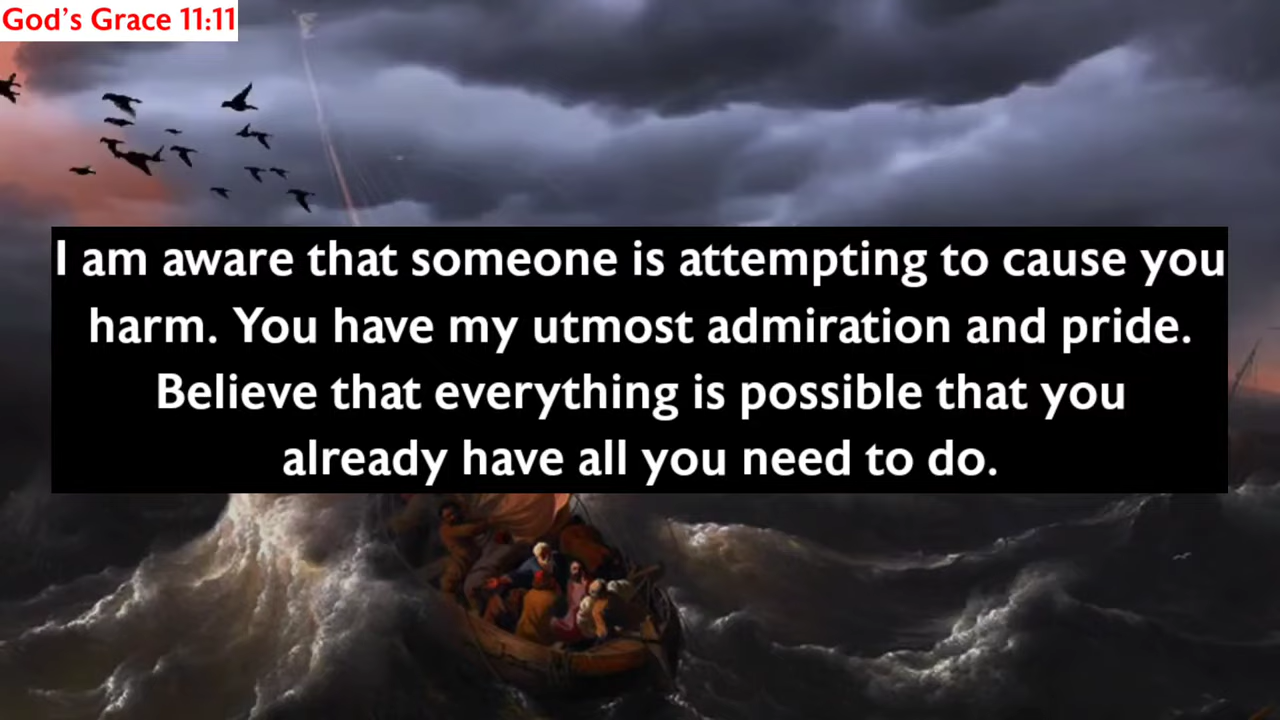 God's Grace 11:11
I am aware that someone is attempting to cause you
harm. You have my utmost admiration and pride.
Believe that everything is possible that you
already have all you need to do.